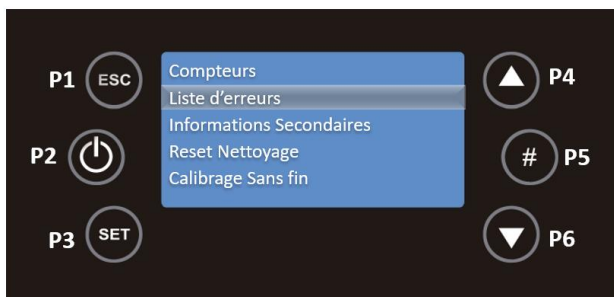 P1 ESC
Compteurs
P4
Liste d'erreurs
Informations Secondaires
P2
Reset Nettoyage
# P5
Calibrage Sans fin
P3 SET
P6